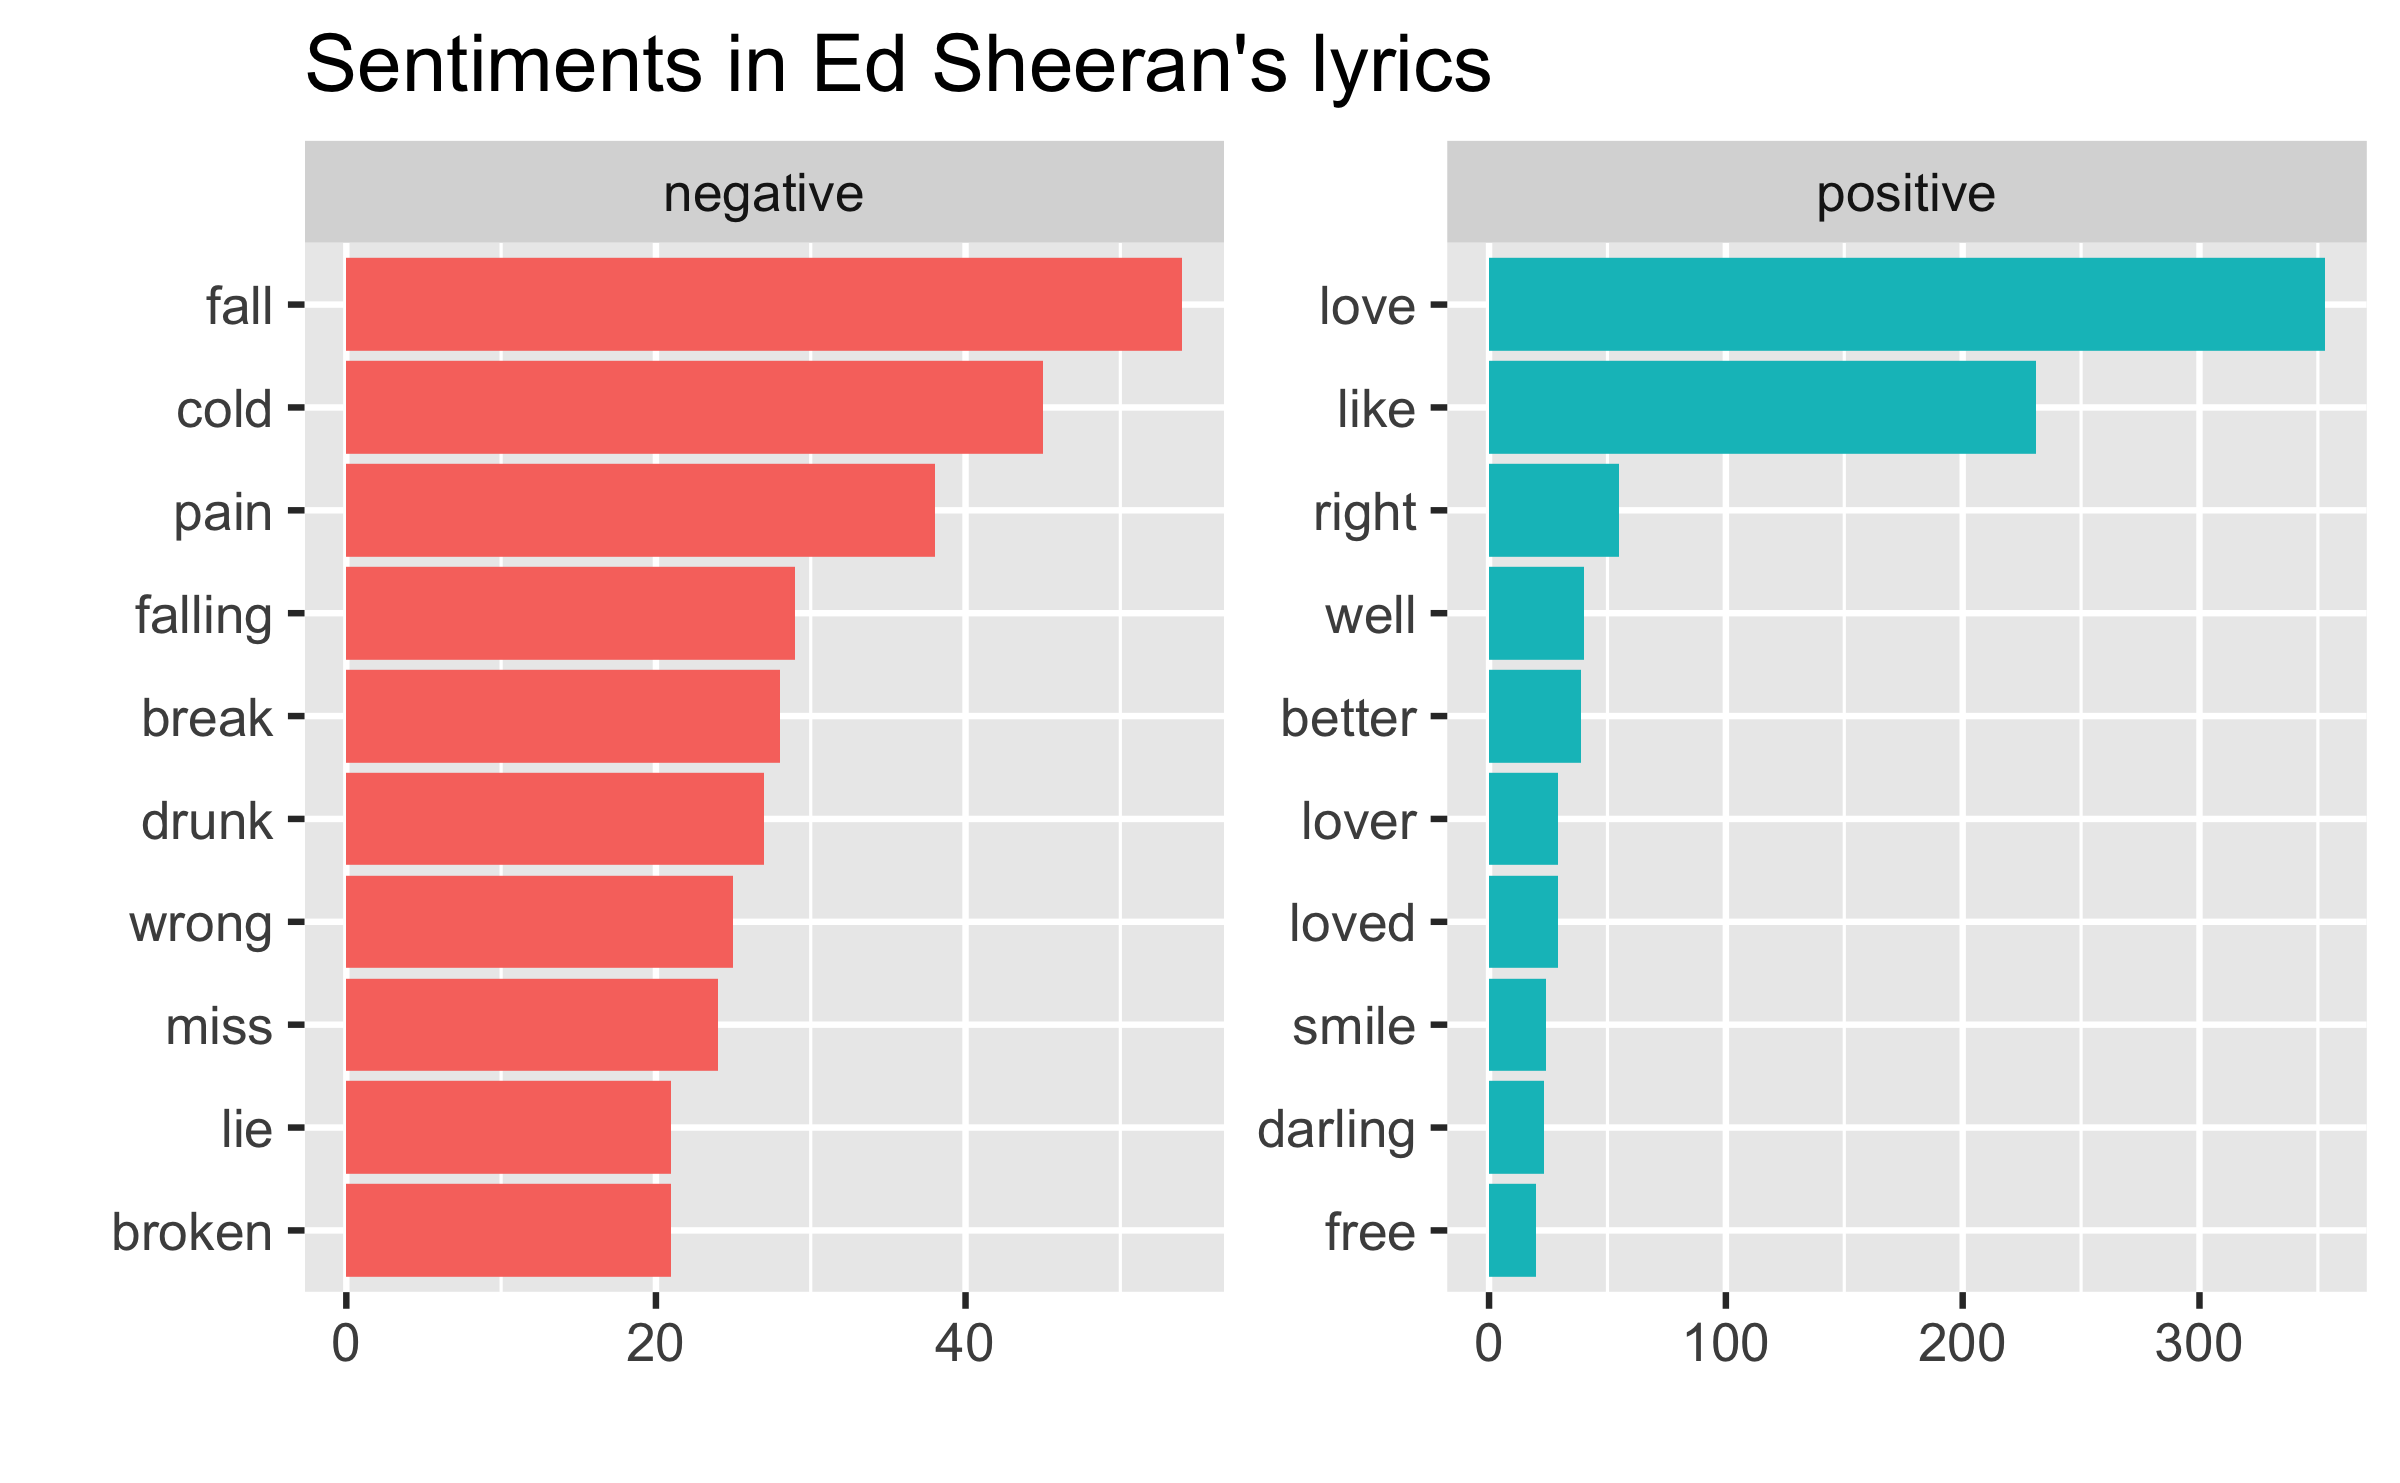 Sentiments in Ed Sheeran's lyrics
negative
fall
cold
pain
falling
break
drunk
wrong
miss
lie
broken
0 20 40
positive
love
like
right
well
better
lover
loved
smile
darling
free
0 100 200 300